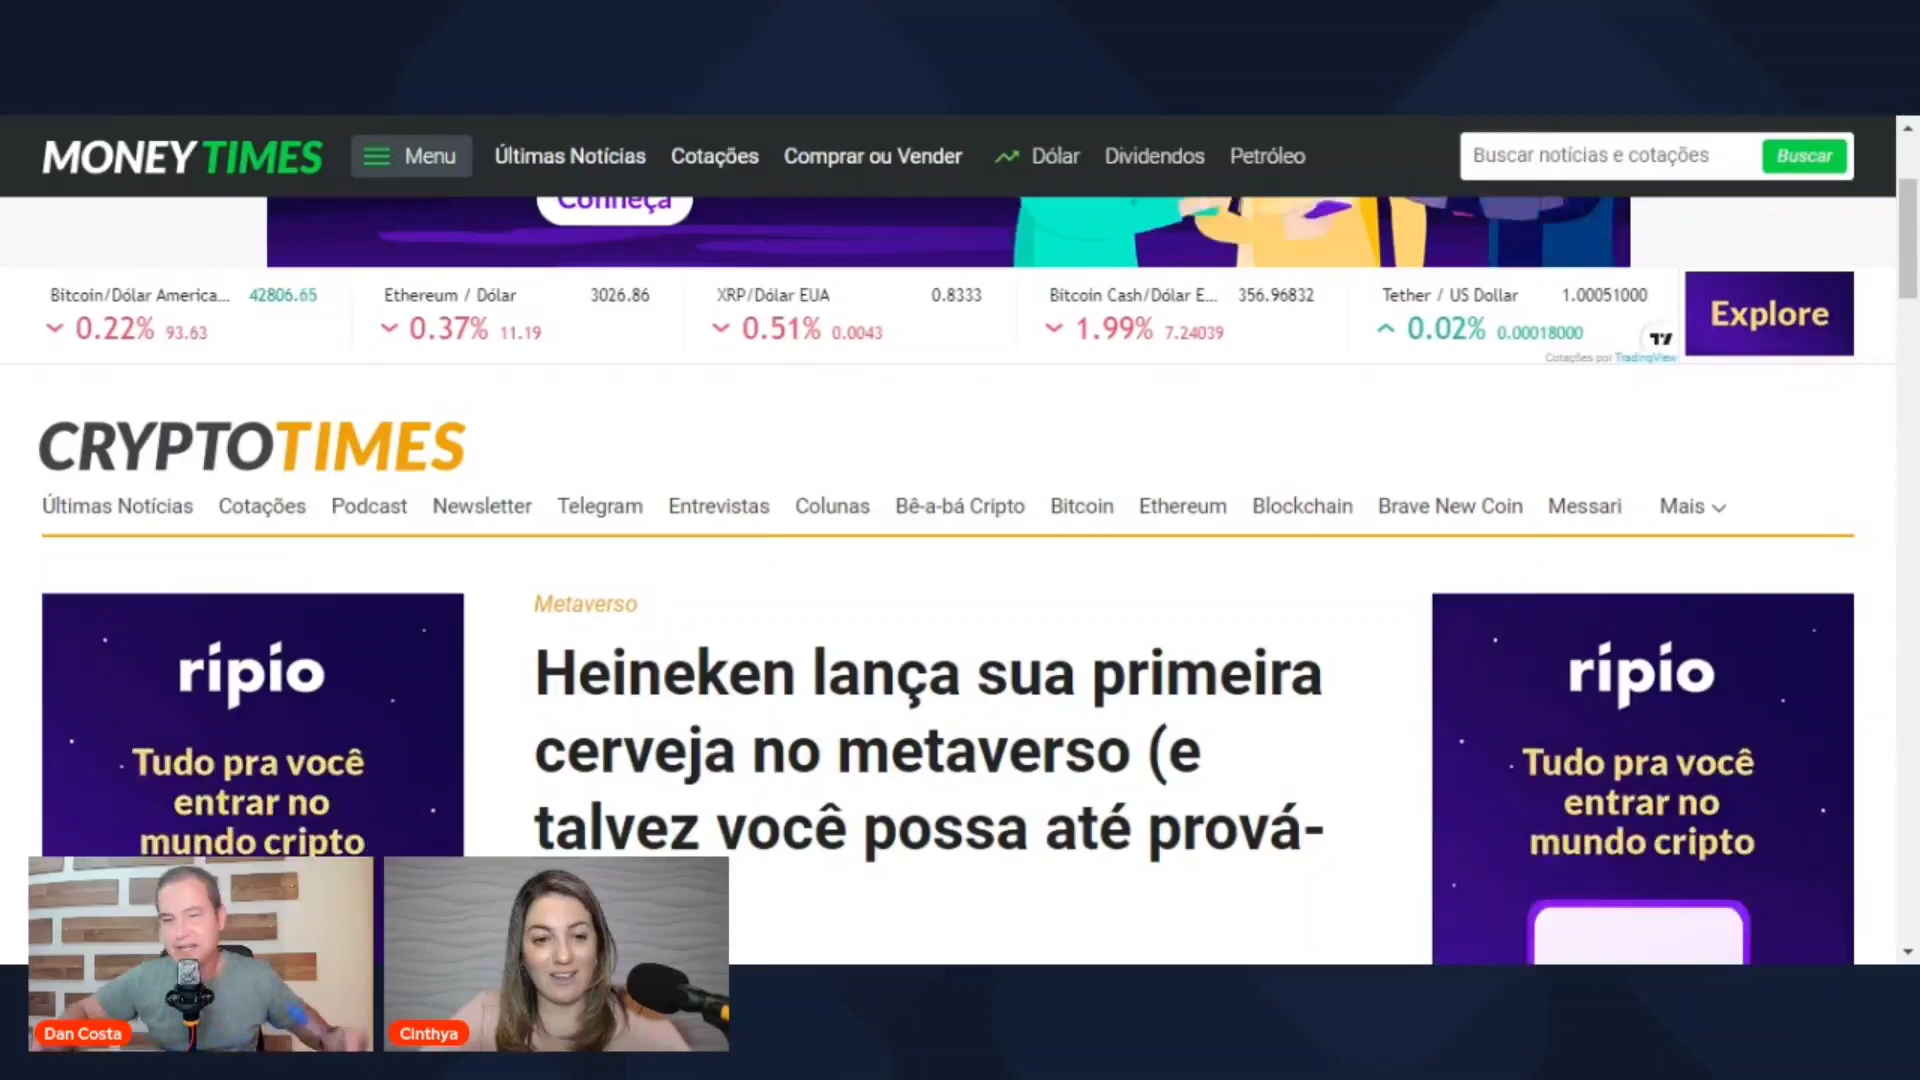 MONEYTIMES Menu Últimas Notícias Cotações Comprar ou Vender Dólar Dividendos Petróleo Buscar notícias e cotações Buscar
Conheça
Bitcoin/Dólar America... 42806.65
0.22% 93.63
Ethereum / Dólar 3026.86
0.37% 11.19
XRP/Dólar EUA 0.8333
0.51% 0.0043
Bitcoin Cash/Dólar E... 356.96832
1.99% 7.24039
Tether / US Dollar 1.00051000
0.02% 0.00018000
Cotações por TradingView
Explore
CRYPTOTIMES
Últimas Notícias Cotações Podcast Newsletter Telegram Entrevistas Colunas Bê-a-bá Cripto Bitcoin Ethereum Blockchain Brave New Coin Messari Mais
ripio
Tudo pra você
entrar no
mundo cripto
Metaverso
Heineken lança sua primeira
cerveja no metaverso (e
talvez você possa até prová-
ripio
Tudo pra você
entrar no
mundo cripto
Dan Costa
Cinthya